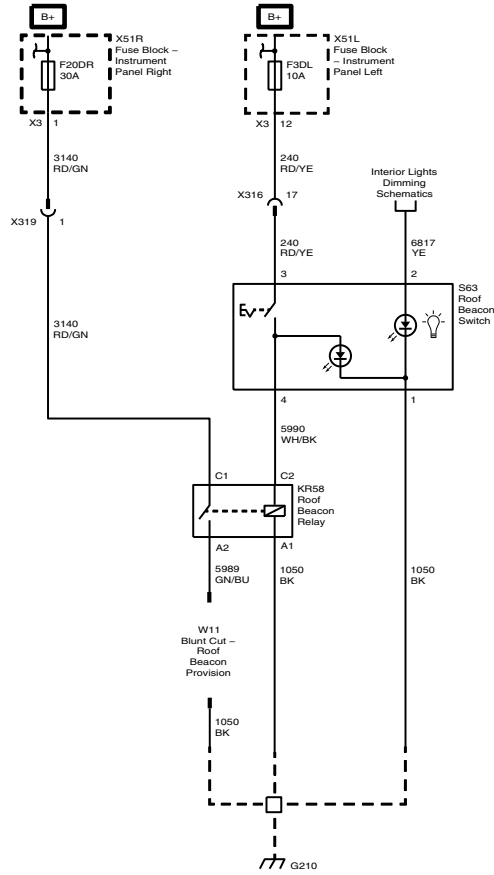 B+
B+
X51R
Fuse Block –
Instrument
Panel Right
F20DR
30A
X51L
Fuse Block
– Instrument
Panel Left
F3DL
10A
X3 1
X3 12
3140
RD/GN
240
RD/YE
Interior Lights
Dimming
Schematics
X319 1
X316 17
240
RD/YE
6817
YE
3 2
S63
Roof
Beacon
Switch
3140
RD/GN
4 1
5990
WH/BK
C1 C2
KR58
Roof
Beacon
Relay
A2 A1
5989
GN/BU
1050
BK
1050
BK
W11
Blunt Cut –
Roof
Beacon
Provision
1050
BK
G210